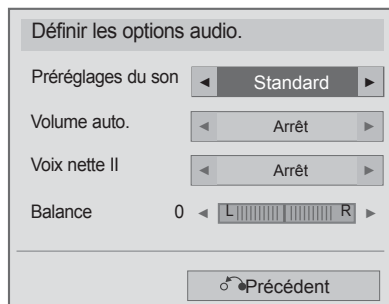 Définir les options audio.
Préréglages du son ◄ Standard ►
Volume auto. ◄ Arrêt ►
Voix nette II ◄ Arrêt ►
Balance 0 ◄ L R ►
Précédent